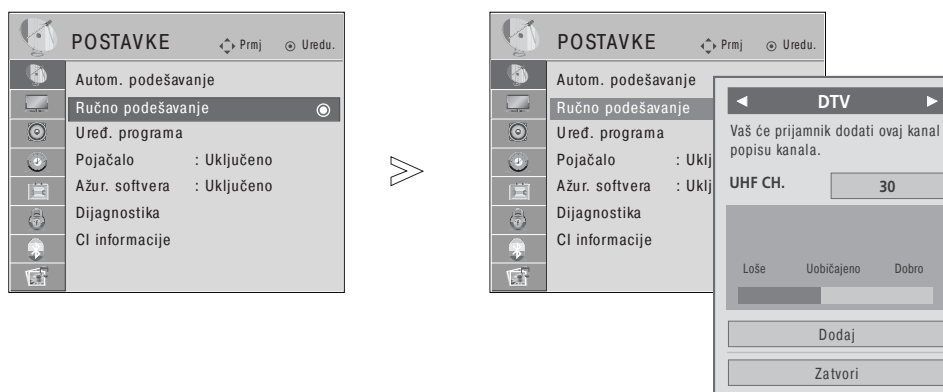 POSTAVKE Prmj Uredu.
Autom. podešavanje
Ručno podešavanje
Uređ. programa
Pojačalo : Uključeno
Ažur. softvera : Uključeno
Dijagnostika
CI informacije
POSTAVKE Prmj Uredu.
Autom. podešavanje
Ručno podešavanje
Uređ. programa
Pojačalo : Uklj
Ažur. softvera : Uklj
Dijagnostika
CI informacije
◄ DTV ►
Vaš će prijamnik dodati ovaj kanal
popisu kanala.
UHF CH. 30
Loše Uobičajeno Dobro
Dodaj
Zatvori